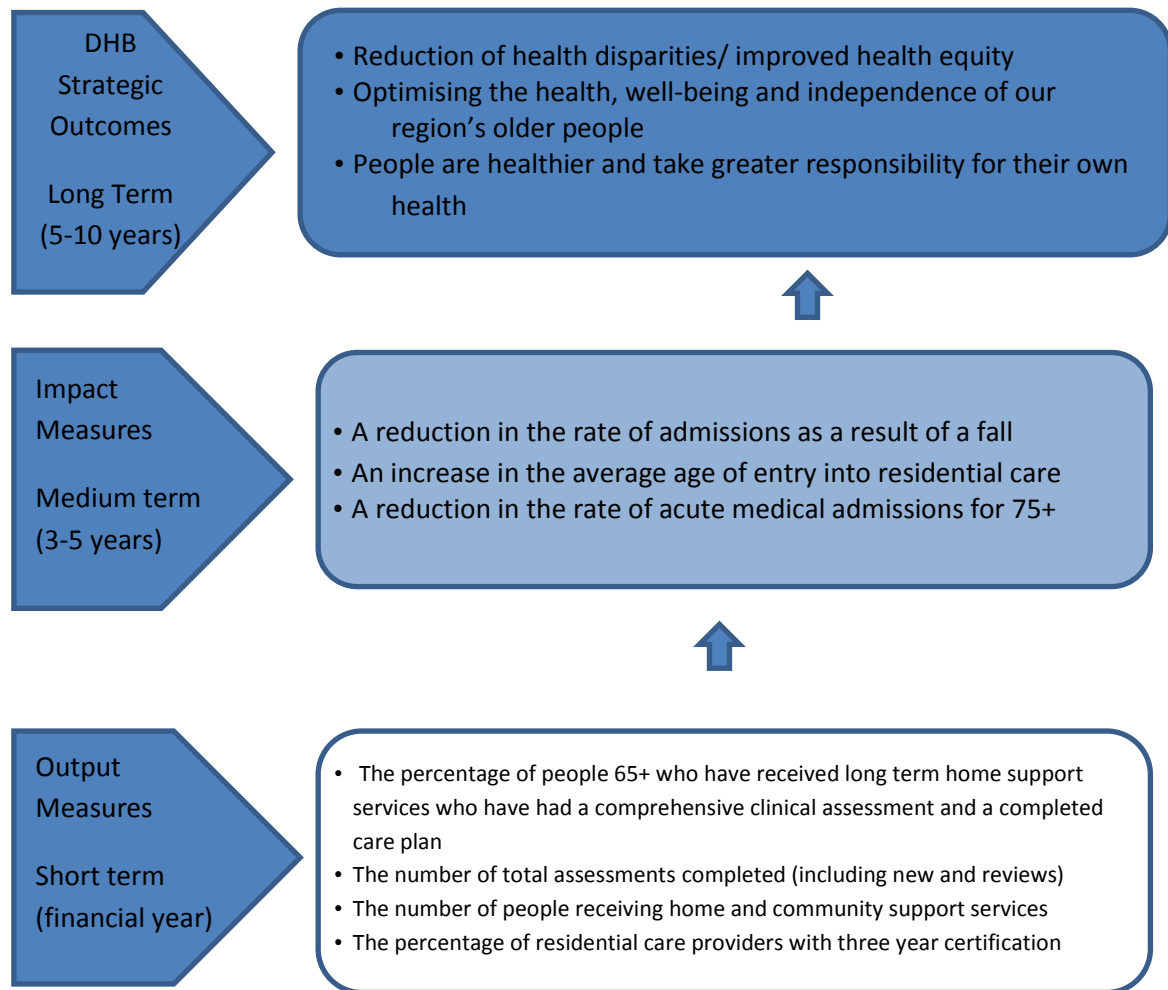 DHB
Strategic
Outcomes
Long Term
(5-10 years)
• Reduction of health disparities/ improved health equity
• Optimising the health, well-being and independence of our
region’s older people
• People are healthier and take greater responsibility for their own
health
Impact
Measures
Medium term
(3-5 years)
• A reduction in the rate of admissions as a result of a fall
• An increase in the average age of entry into residential care
• A reduction in the rate of acute medical admissions for 75+
Output
Measures
Short term
(financial year)
• The percentage of people 65+ who have received long term home support
services who have had a comprehensive clinical assessment and a completed
care plan
• The number of total assessments completed (including new and reviews)
• The number of people receiving home and community support services
• The percentage of residential care providers with three year certification